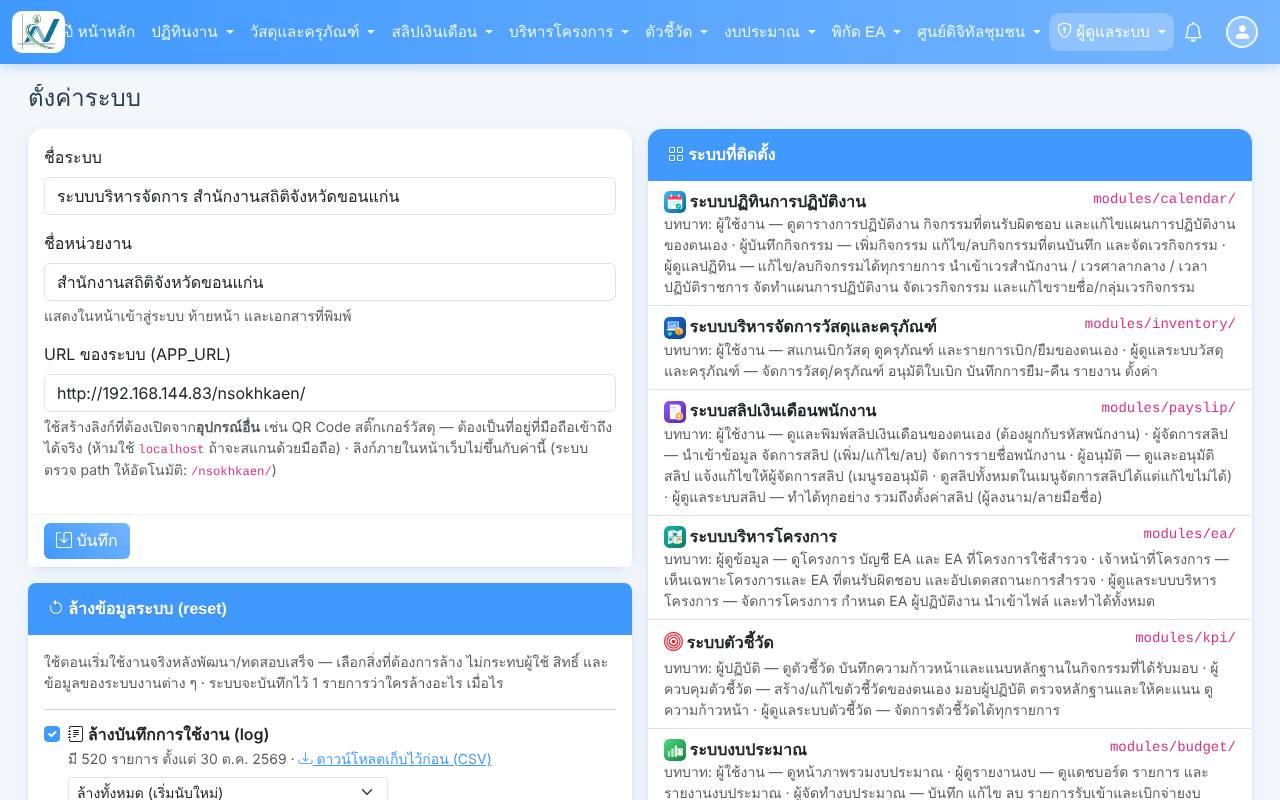 หน้าหลัก ปฏิทินงาน วัสดุและครุภัณฑ์ สลิปเงินเดือน บริหารโครงการ ตัวชี้วัด งบประมาณ พิกัด EA ศูนย์ดิจิทัลชุมชน ผู้ดูแลระบบ
ตั้งค่าระบบ
ชื่อระบบ
ระบบบริหารจัดการ สำนักงานสถิติจังหวัดขอนแก่น
ชื่อหน่วยงาน
สำนักงานสถิติจังหวัดขอนแก่น
แสดงในหน้าเข้าสู่ระบบ ท้ายหน้า และเอกสารที่พิมพ์
URL ของระบบ (APP_URL)
http://192.168.144.83/nsokhkaen/
ใช้สร้างลิงก์ที่ต้องเปิดจากอุปกรณ์อื่น เช่น QR Code สติ๊กเกอร์วัสดุ — ต้องเป็นที่อยู่ที่มือถือเข้าถึง
ได้จริง (ห้ามใช้ localhost ถ้าจะสแกนด้วยมือถือ) · ลิงก์ภายในหน้าเว็บไม่ขึ้นกับค่านี้ (ระบบ
ตรวจ path ให้อัตโนมัติ: /nsokhkaen/)
บันทึก
ล้างข้อมูลระบบ (reset)
ใช้ตอนเริ่มใช้งานจริงหลังพัฒนา/ทดสอบเสร็จ — เลือกสิ่งที่ต้องการล้าง ไม่กระทบผู้ใช้ สิทธิ์ และ
ข้อมูลของระบบงานต่าง ๆ · ระบบจะบันทึกไว้ 1 รายการว่าใครล้างอะไร เมื่อไร
ล้างบันทึกการใช้งาน (log)
มี 520 รายการ ตั้งแต่ 30 ต.ค. 2569 · ดาวน์โหลดเก็บไว้ก่อน (CSV)
ล้างทั้งหมด (เริ่มนับใหม่)
ระบบที่ติดตั้ง
ระบบปฏิทินการปฏิบัติงาน modules/calendar/
บทบาท: ผู้ใช้งาน — ดูตารางการปฏิบัติงาน กิจกรรมที่ตนรับผิดชอบ และแก้ไขแผนการปฏิบัติงาน
ของตนเอง · ผู้บันทึกกิจกรรม — เพิ่มกิจกรรม แก้ไข/ลบกิจกรรมที่ตนบันทึก และจัดเวรกิจกรรม ·
ผู้ดูแลปฏิทิน — แก้ไข/ลบกิจกรรมได้ทุกรายการ นำเข้าเวรสำนักงาน / เวรศาลากลาง / เวลา
ปฏิบัติราชการ จัดทำแผนการปฏิบัติงาน จัดเวรกิจกรรม และแก้ไขรายชื่อ/กลุ่มเวรกิจกรรม
ระบบบริหารจัดการวัสดุและครุภัณฑ์ modules/inventory/
บทบาท: ผู้ใช้งาน — สแกนเบิกวัสดุ ดูครุภัณฑ์ และรายการเบิก/ยืมของตนเอง · ผู้ดูแลระบบวัสดุ
และครุภัณฑ์ — จัดการวัสดุ/ครุภัณฑ์ อนุมัติใบเบิก บันทึกการยืม-คืน รายงาน ตั้งค่า
ระบบสลิปเงินเดือนพนักงาน modules/payslip/
บทบาท: ผู้ใช้งาน — ดูและพิมพ์สลิปเงินเดือนของตนเอง (ต้องผูกกับรหัสพนักงาน) · ผู้จัดการสลิป
— นำเข้าข้อมูล จัดการสลิป (เพิ่ม/แก้ไข/ลบ) จัดการรายชื่อพนักงาน · ผู้อนุมัติ — ดูและอนุมัติ
สลิป แจ้งแก้ไขให้ผู้จัดการสลิป (เมนูรออนุมัติ · ดูสลิปทั้งหมดในเมนูจัดการสลิปได้แต่แก้ไขไม่ได้)
· ผู้ดูแลระบบสลิป — ทำได้ทุกอย่าง รวมถึงตั้งค่าสลิป (ผู้ลงนาม/ลายมือชื่อ)
ระบบบริหารโครงการ modules/ea/
บทบาท: ผู้ดูข้อมูล — ดูโครงการ บัญชี EA และ EA ที่โครงการใช้สำรวจ · เจ้าหน้าที่โครงการ —
เห็นเฉพาะโครงการและ EA ที่ตนรับผิดชอบ และอัปเดตสถานะการสำรวจ · ผู้ดูแลระบบบริหาร
โครงการ — จัดการโครงการ กำหนด EA ผู้ปฏิบัติงาน นำเข้าไฟล์ และทำได้ทั้งหมด
ระบบตัวชี้วัด modules/kpi/
บทบาท: ผู้ปฏิบัติ — ดูตัวชี้วัด บันทึกความก้าวหน้าและแนบหลักฐานในกิจกรรมที่ได้รับมอบ · ผู้
ควบคุมตัวชี้วัด — สร้าง/แก้ไขตัวชี้วัดของตนเอง มอบผู้ปฏิบัติ ตรวจหลักฐานและให้คะแนน ดู
ความก้าวหน้า · ผู้ดูแลระบบตัวชี้วัด — จัดการตัวชี้วัดได้ทุกรายการ
ระบบงบประมาณ modules/budget/
บทบาท: ผู้ใช้งาน — ดูหน้าภาพรวมงบประมาณ · ผู้ดูรายงานงบ — ดูแดชบอร์ด รายการ และ
รายงานงบประมาณ · ผู้จัดทำงบประมาณ — บันทึก แก้ไข ลบ รายการรับเข้าและเบิกจ่ายงบ